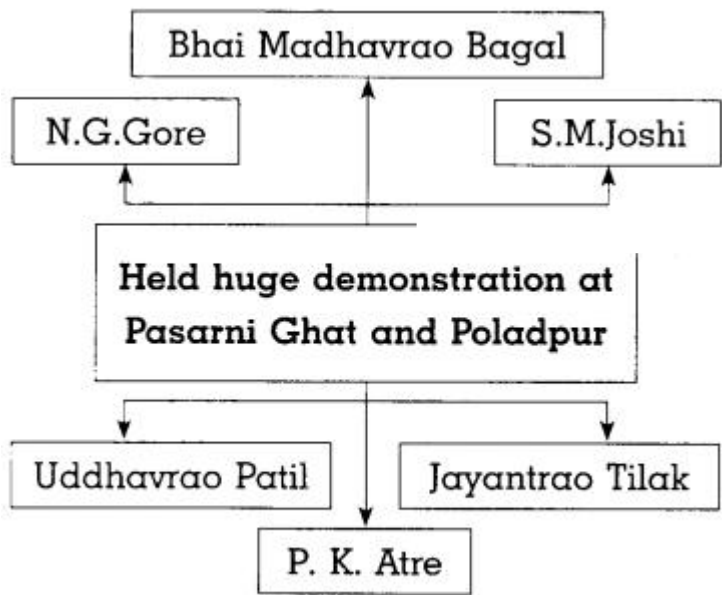 Bhai Madhavrao Bagal
N.G.Gore
S.M.Joshi
Held huge demonstration at
Pasarni Ghat and Poladpur
Uddhavrao Patil
Jayantrao Tilak
P. K. Atre